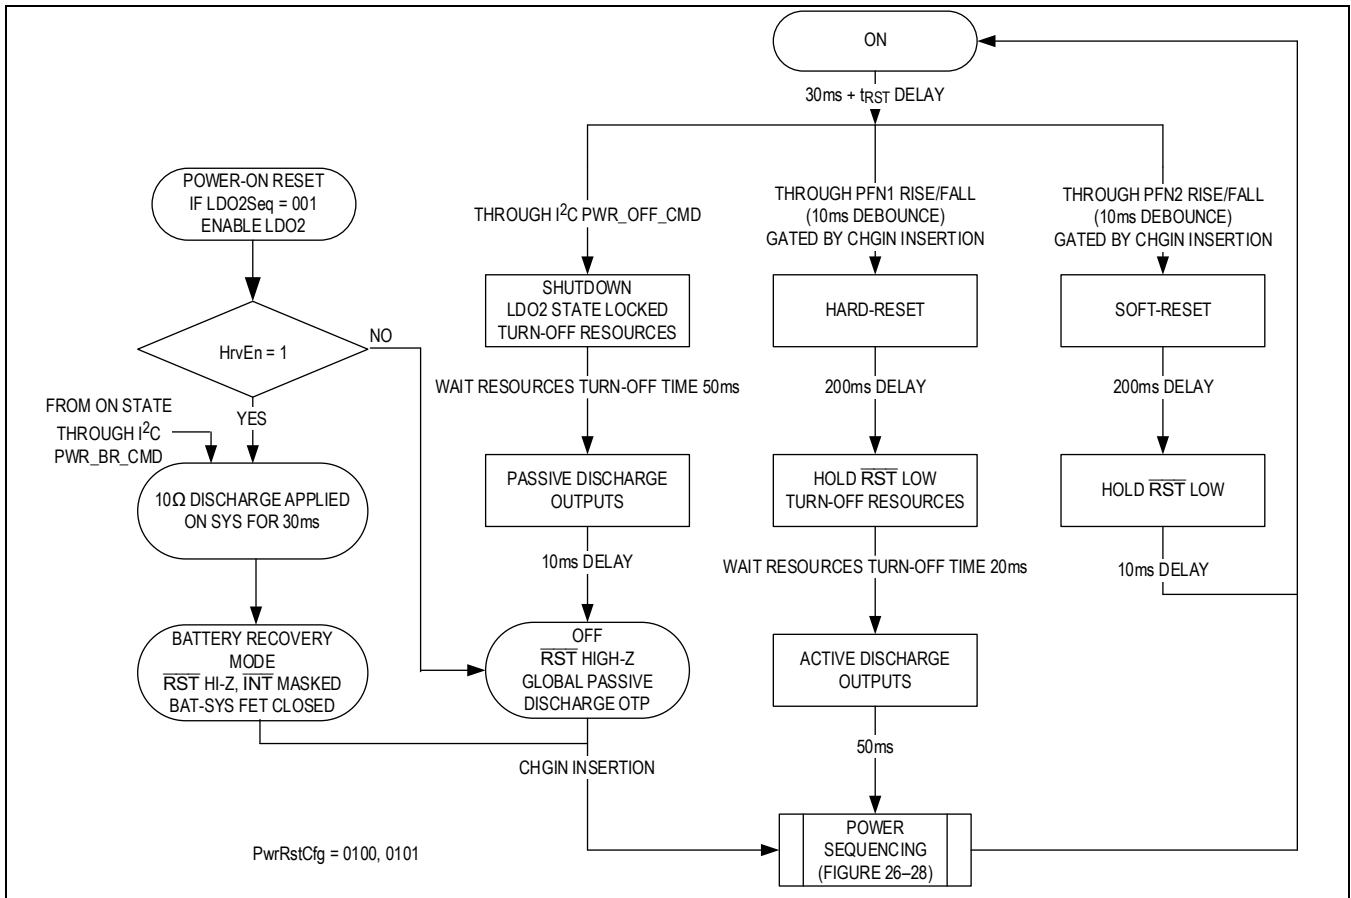 ON
30ms + tRST DELAY
POWER-ON RESET
IF LDO2Seq = 001
ENABLE LDO2
HrvEn = 1
NO
YES
FROM ON STATE
THROUGH I2C
PWR_BR_CMD
10Ω DISCHARGE APPLIED
ON SYS FOR 30ms
BATTERY RECOVERY
MODE
RST HI-Z, INT MASKED
BAT-SYS FET CLOSED
THROUGH I2C PWR_OFF_CMD
SHUTDOWN
LDO2 STATE LOCKED
TURN-OFF RESOURCES
WAIT RESOURCES TURN-OFF TIME 50ms
PASSIVE DISCHARGE
OUTPUTS
10ms DELAY
OFF
RST HIGH-Z
GLOBAL PASSIVE
DISCHARGE OTP
CHGIN INSERTION
THROUGH PFN1 RISE/FALL
(10ms DEBOUNCE)
GATED BY CHGIN INSERTION
HARD-RESET
200ms DELAY
HOLD RST LOW
TURN-OFF RESOURCES
WAIT RESOURCES TURN-OFF TIME 20ms
ACTIVE DISCHARGE
OUTPUTS
50ms
POWER
SEQUENCING
(FIGURE 26–28)
THROUGH PFN2 RISE/FALL
(10ms DEBOUNCE)
GATED BY CHGIN INSERTION
SOFT-RESET
200ms DELAY
HOLD RST LOW
10ms DELAY
PwrRstCfg = 0100, 0101